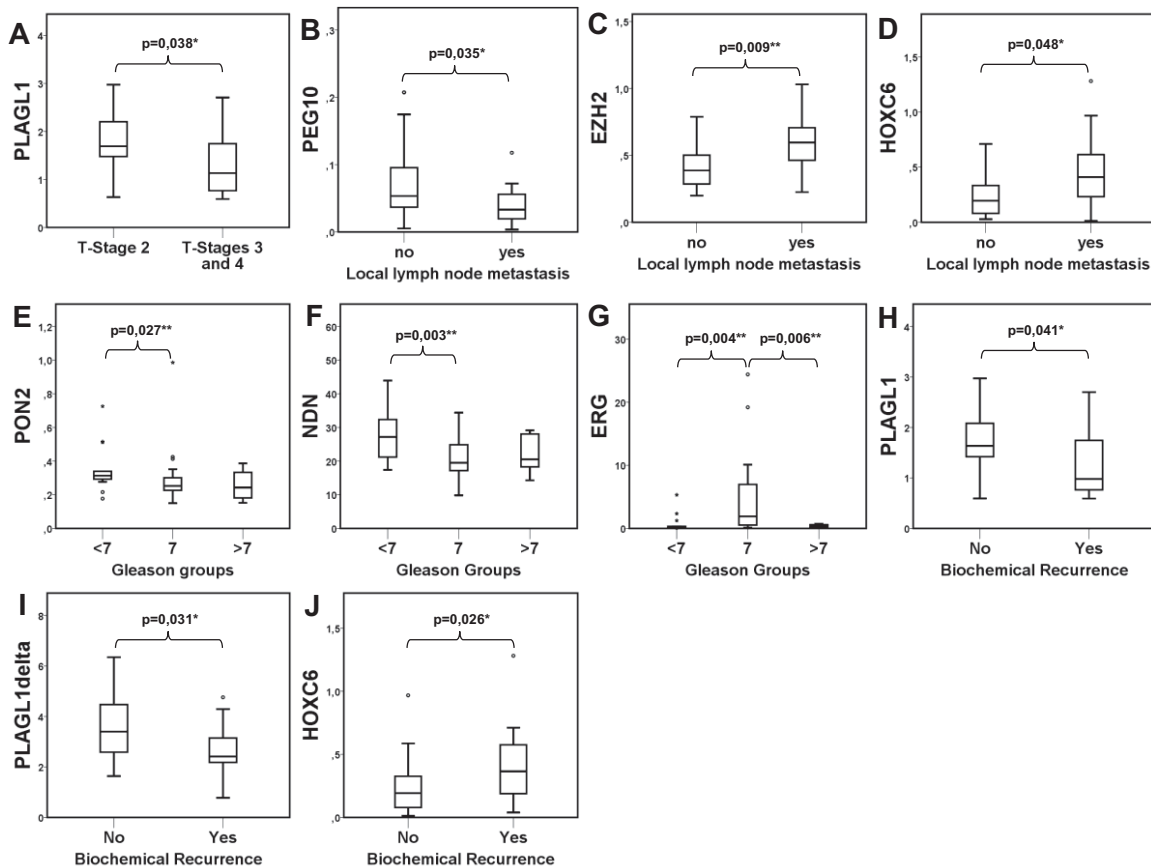 A
PLAGL1
4
3
2
1
0
p=0,038*
T-Stage 2
T-Stages 3
and 4
B
PEG10
,3
,2
,1
,0
p=0,035*
no
yes
Local lymph node metastasis
C
EZH2
1,5
1,0
,5
,0
p=0,009**
no
yes
Local lymph node metastasis
D
HOXC6
1,5
1,0
,5
,0
p=0,048*
no
yes
Local lymph node metastasis
E
PON2
1,2
1,0
,8
,6
,4
,2
,0
p=0,027**
<7
7
>7
Gleason groups
F
NDN
60
50
40
30
20
10
0
p=0,003**
<7
7
>7
Gleason Groups
G
ERG
30
20
10
0
p=0,004**
p=0,006**
<7
7
>7
Gleason Groups
H
PLAGL1
4
3
2
1
0
p=0,041*
No
Yes
Biochemical Recurrence
I
PLAGL1delta
8
6
4
2
0
p=0,031*
No
Yes
Biochemical Recurrence
J
HOXC6
1,5
1,0
,5
,0
p=0,026*
No
Yes
Biochemical Recurrence